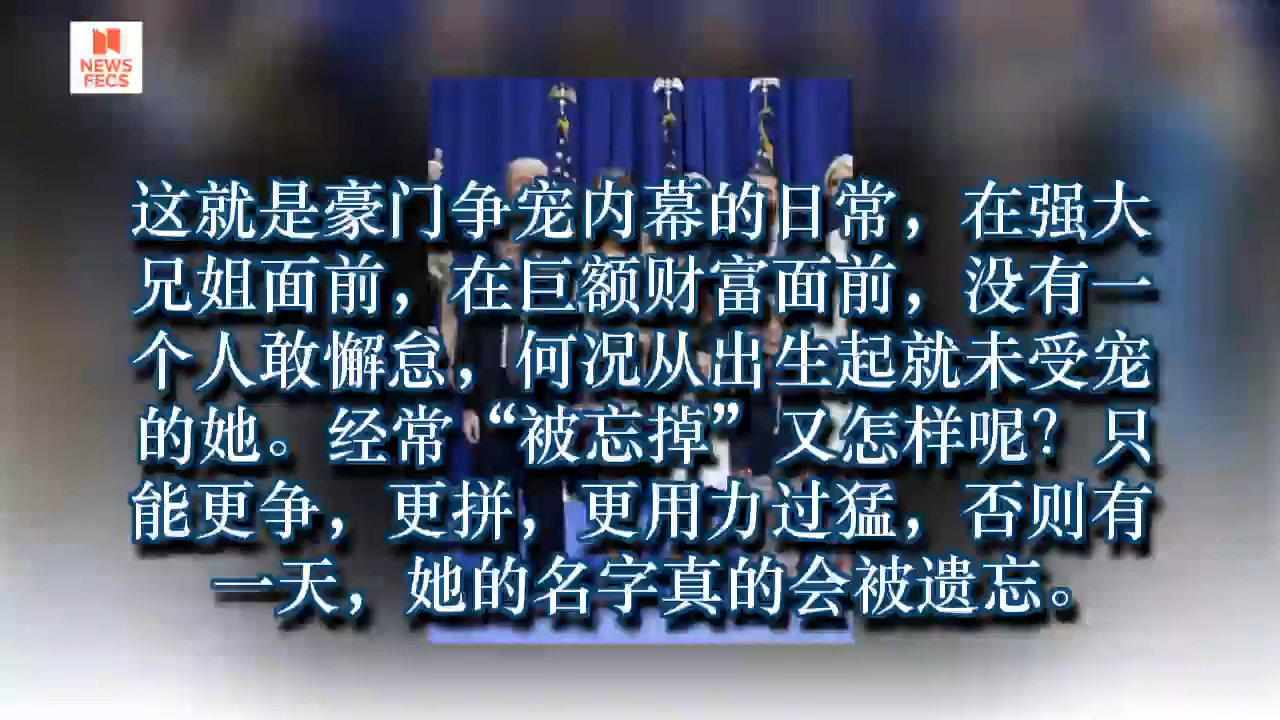 NEWS
FECS
这就是豪门争宠内幕的日常，在强大
兄姐面前，在巨额财富面前，没有一
个人敢懈怠，何况从出生起就未受宠
的她。经常“被忘掉”又怎样呢？只
能更争，更拼，更用力过猛，否则有
一天，她的名字真的会被遗忘。